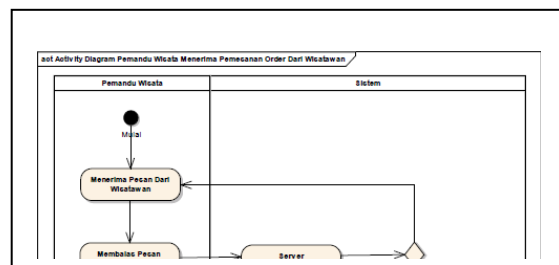 act Activity Diagram Pemandu Wisata Menerima Pemesanan Order Dari Wisatawan
Pemandu Wisata
Sistem
Mulai
Menerima Pesan Dari
Wisatawan
Membalas Pesan
Server